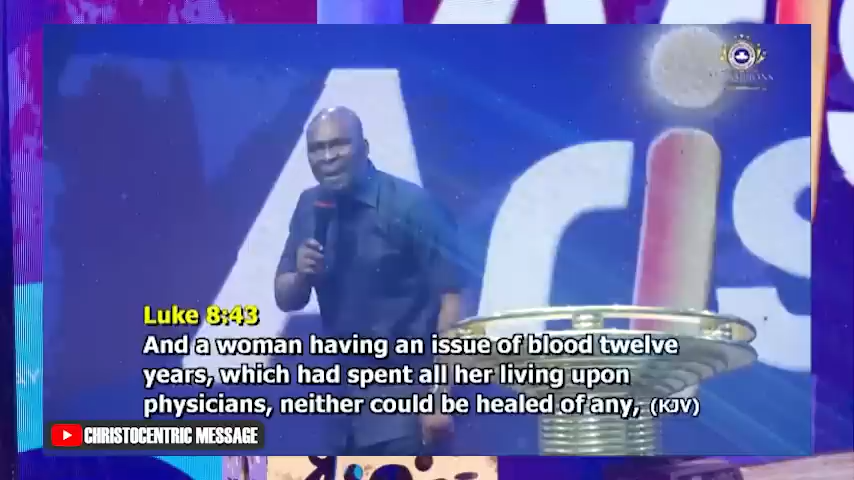 Aris
Luke 8:43
And a woman having an issue of blood twelve
years, which had spent all her living upon
physicians, neither could be healed of any, (KJV)
CHRISTOCENTRIC MESSAGE